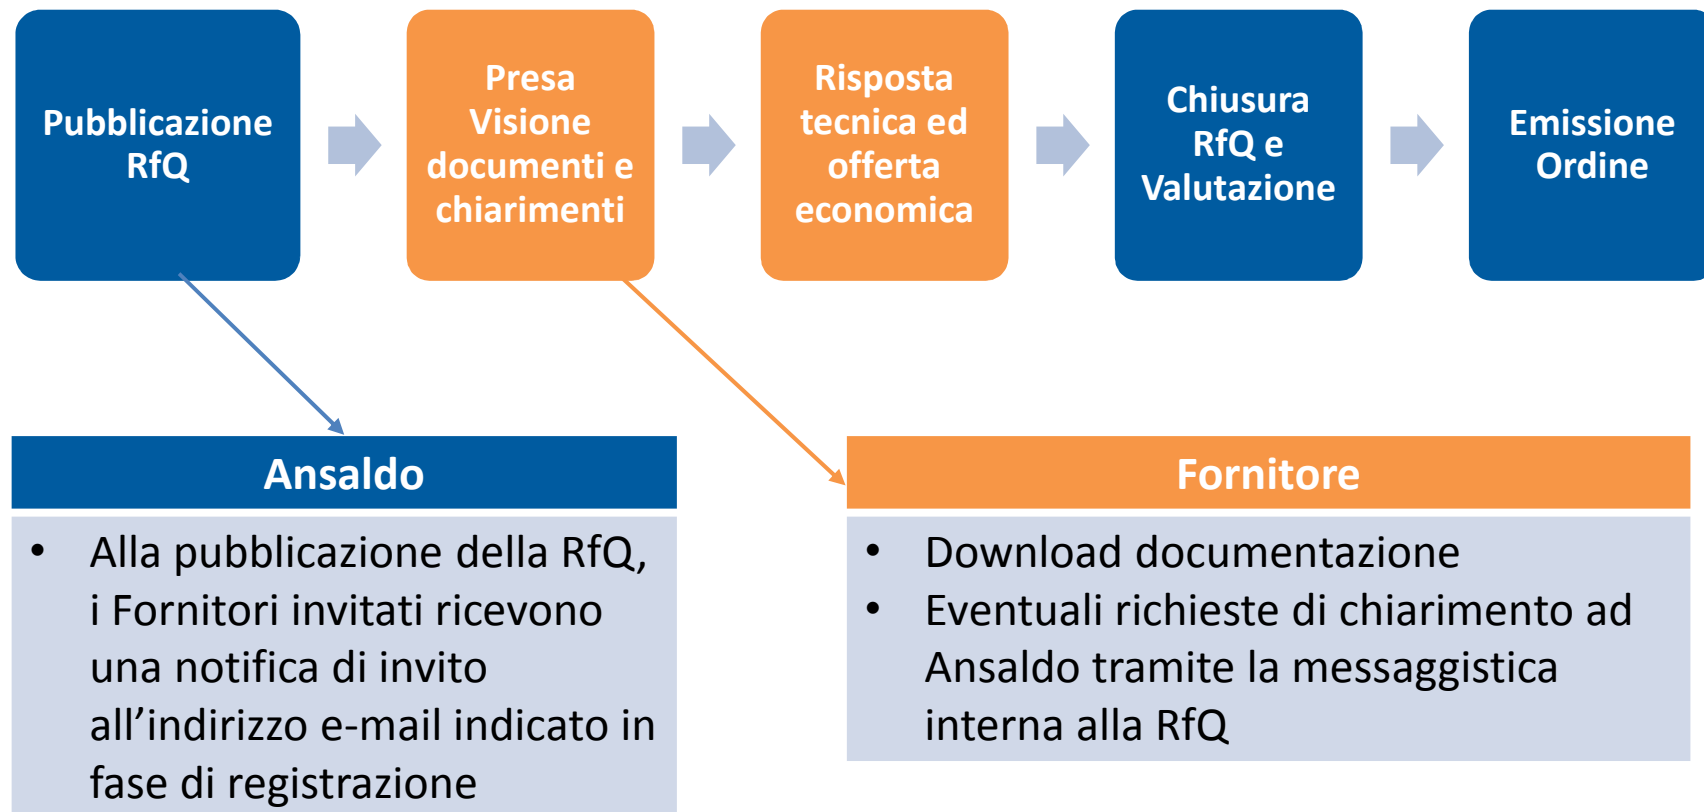 Pubblicazione
RfQ
Presa
Visione
documenti e
chiarimenti
Risposta
tecnica ed
offerta
economica
Chiusura
RfQ e
Valutazione
Emissione
Ordine
Ansaldo
• Alla pubblicazione della RfQ,
i Fornitori invitati ricevono
una notifica di invito
all’indirizzo e-mail indicato in
fase di registrazione
Fornitore
• Download documentazione
• Eventuali richieste di chiarimento ad
Ansaldo tramite la messaggistica
interna alla RfQ